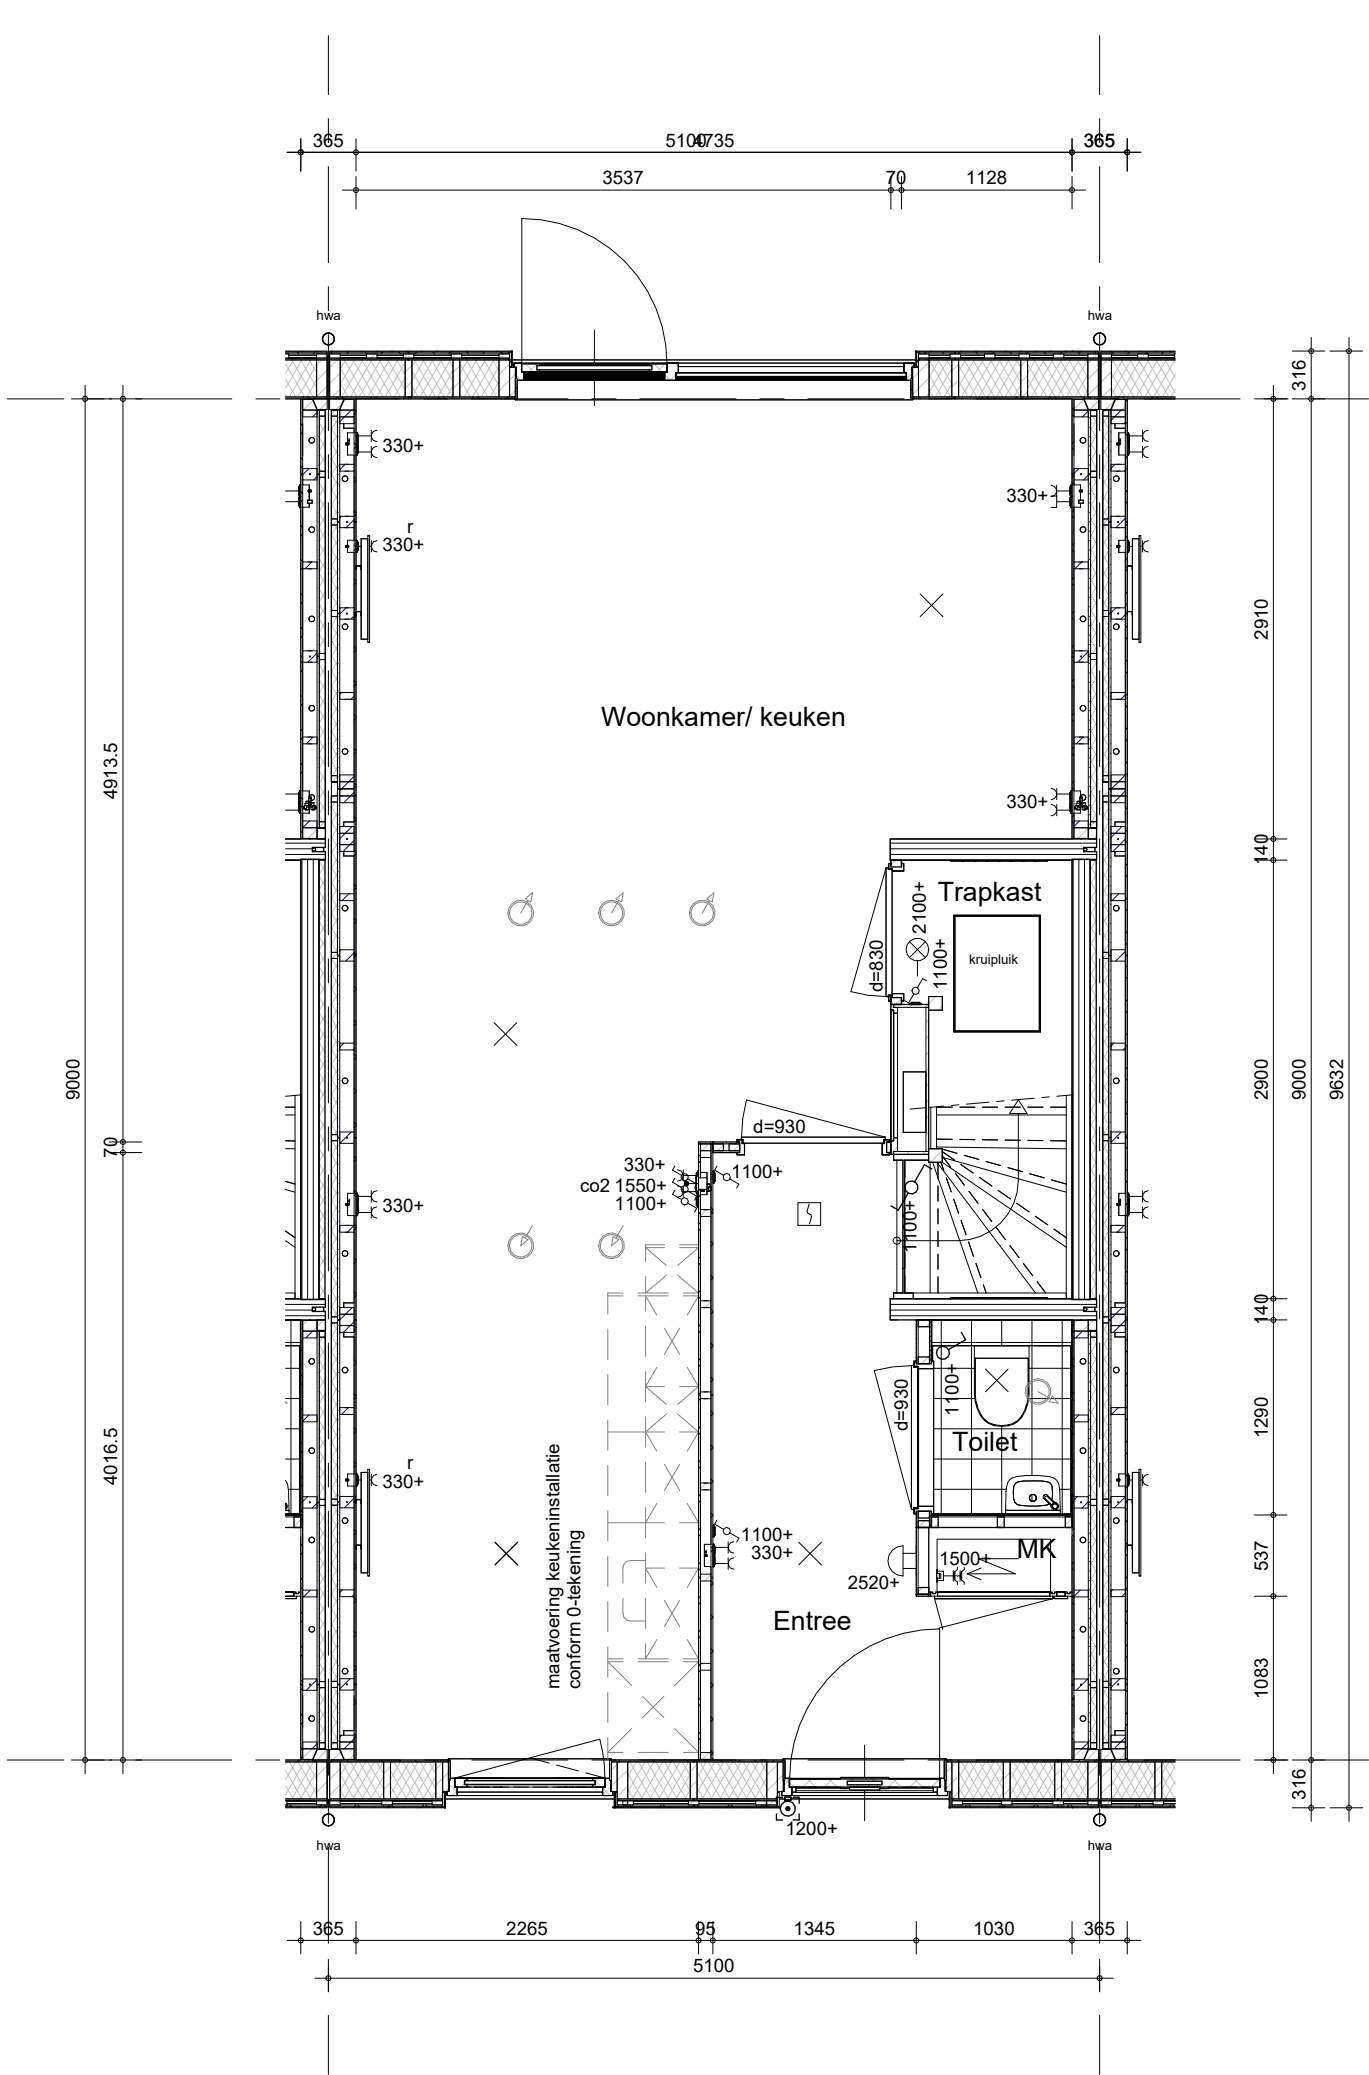 365
5100
4735
365
3537
70
1128
hwa
hwa
316
330+
330+
r
330+
2910
Woonkamer/ keuken
4913.5
330+
140
Trapkast
2100+
1100+
d=830
kruipluik
9000
2900
9000
9632
d=930
70
330+
1100+
co2 1550+
1100+
330+
1100+
140
1100+
d=930
1290
Toilet
4016.5
r
330+
maatvoering keukeninstallatie
conform 0-tekening
1100+
330+
MK
1500+
2520+
537
Entree
1083
316
1200+
hwa
hwa
365
2265
95
1345
1030
365
5100